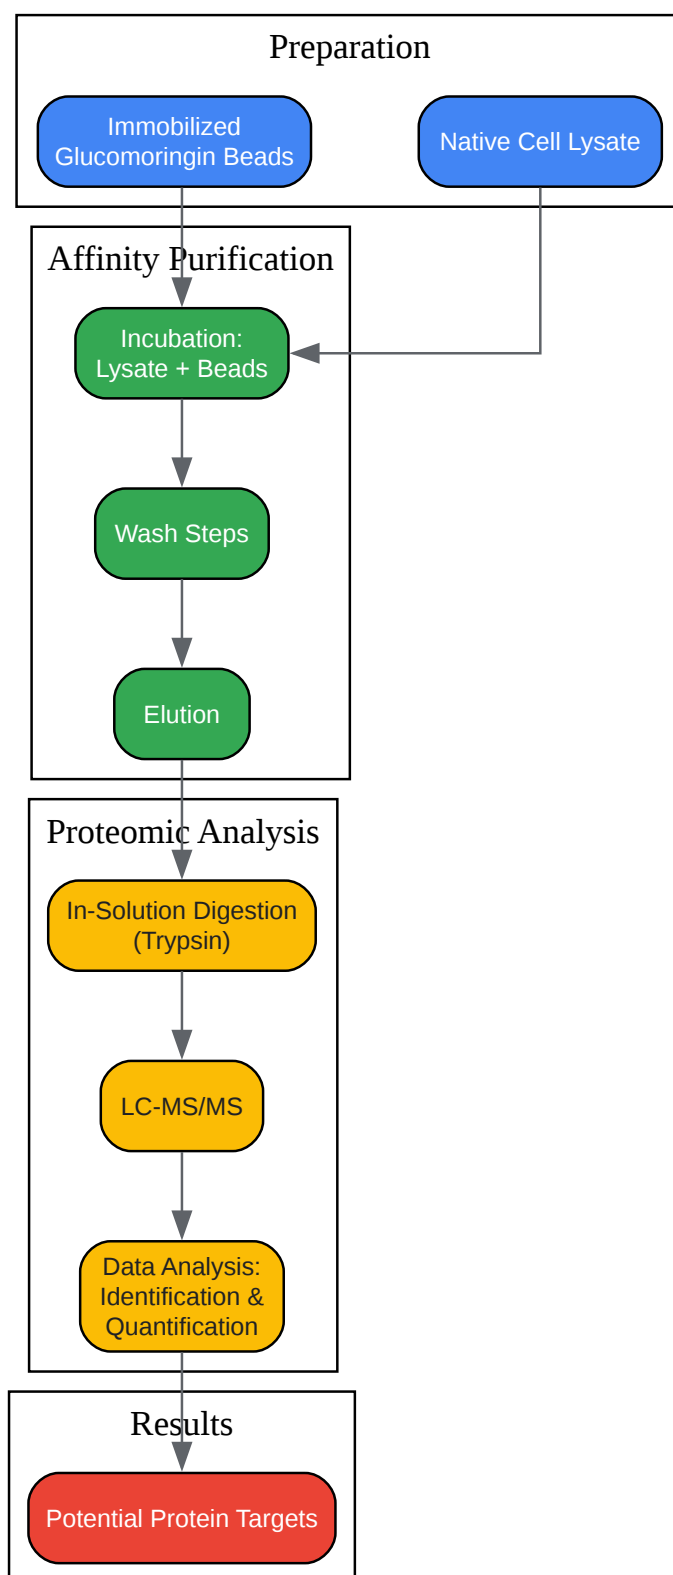 Preparation
Immobilized
Glucomoringin Beads
Native Cell Lysate
Affinity Purification
Incubation:
Lysate + Beads
Wash Steps
Elution
Proteomic Analysis
In-Solution Digestion
(Trypsin)
LC-MS/MS
Data Analysis:
Identification &
Quantification
Results
Potential Protein Targets